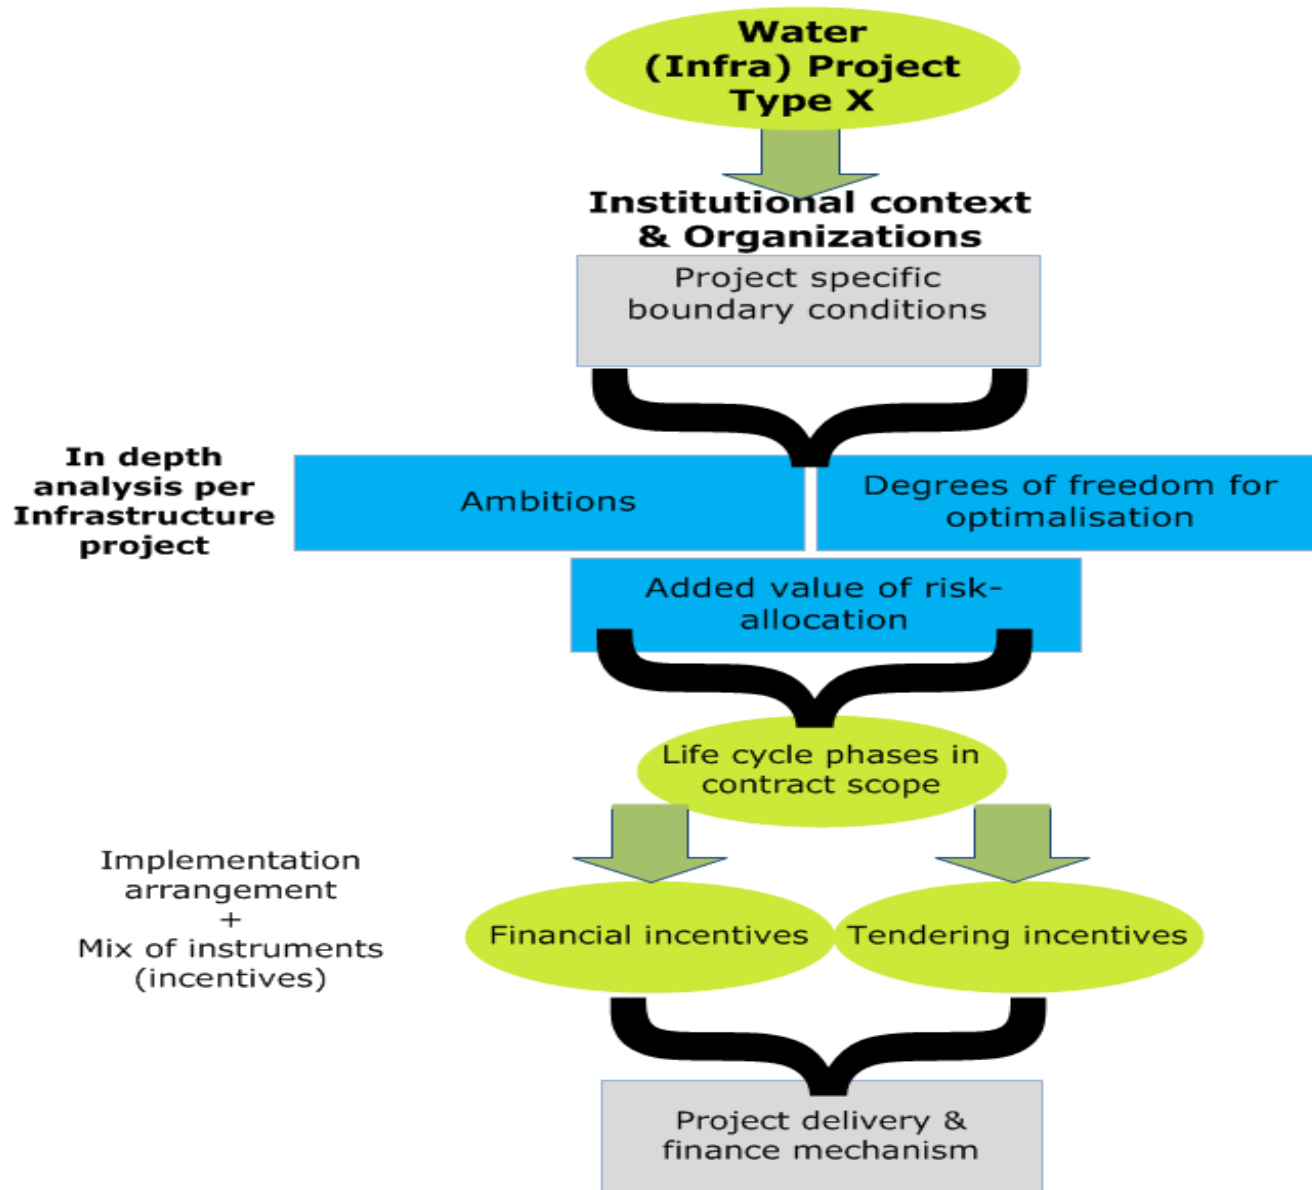 Water
(Infra) Project
Type X
Institutional context
& Organizations
Project specific
boundary conditions
In depth
analysis per
Infrastructure
project
Ambitions
Degrees of freedom for
optimalisation
Added value of risk-
allocation
Life cycle phases in
contract scope
Implementation
arrangement
+
Mix of instruments
(incentives)
Financial incentives
Tendering incentives
Project delivery &
finance mechanism